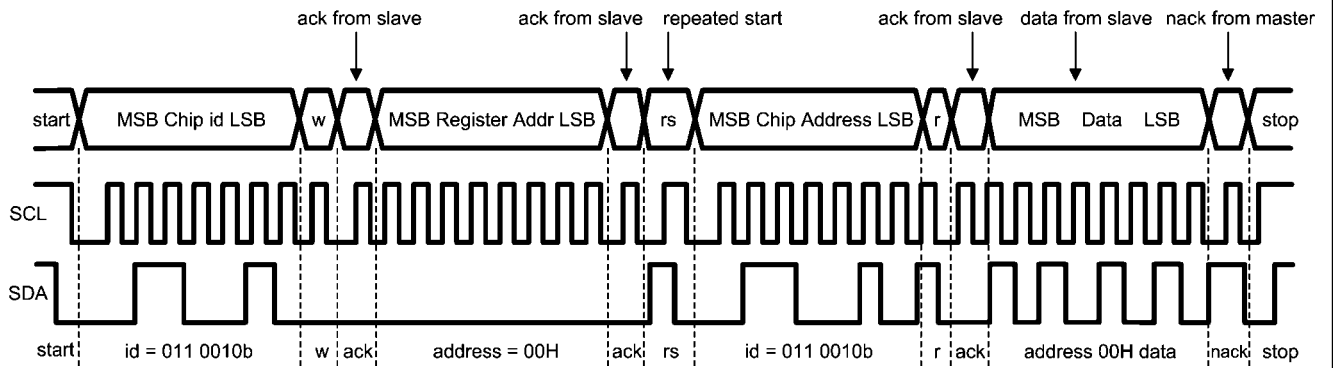 ack from slave ack from slave repeated start ack from slave data from slave nack from master
start MSB Chip id LSB w MSB Register Addr LSB rs MSB Chip Address LSB r MSB Data LSB stop
SCL
SDA
start id = 011 0010b w ack address = 00H ack rs id = 011 0010b r ack address 00H data nack stop